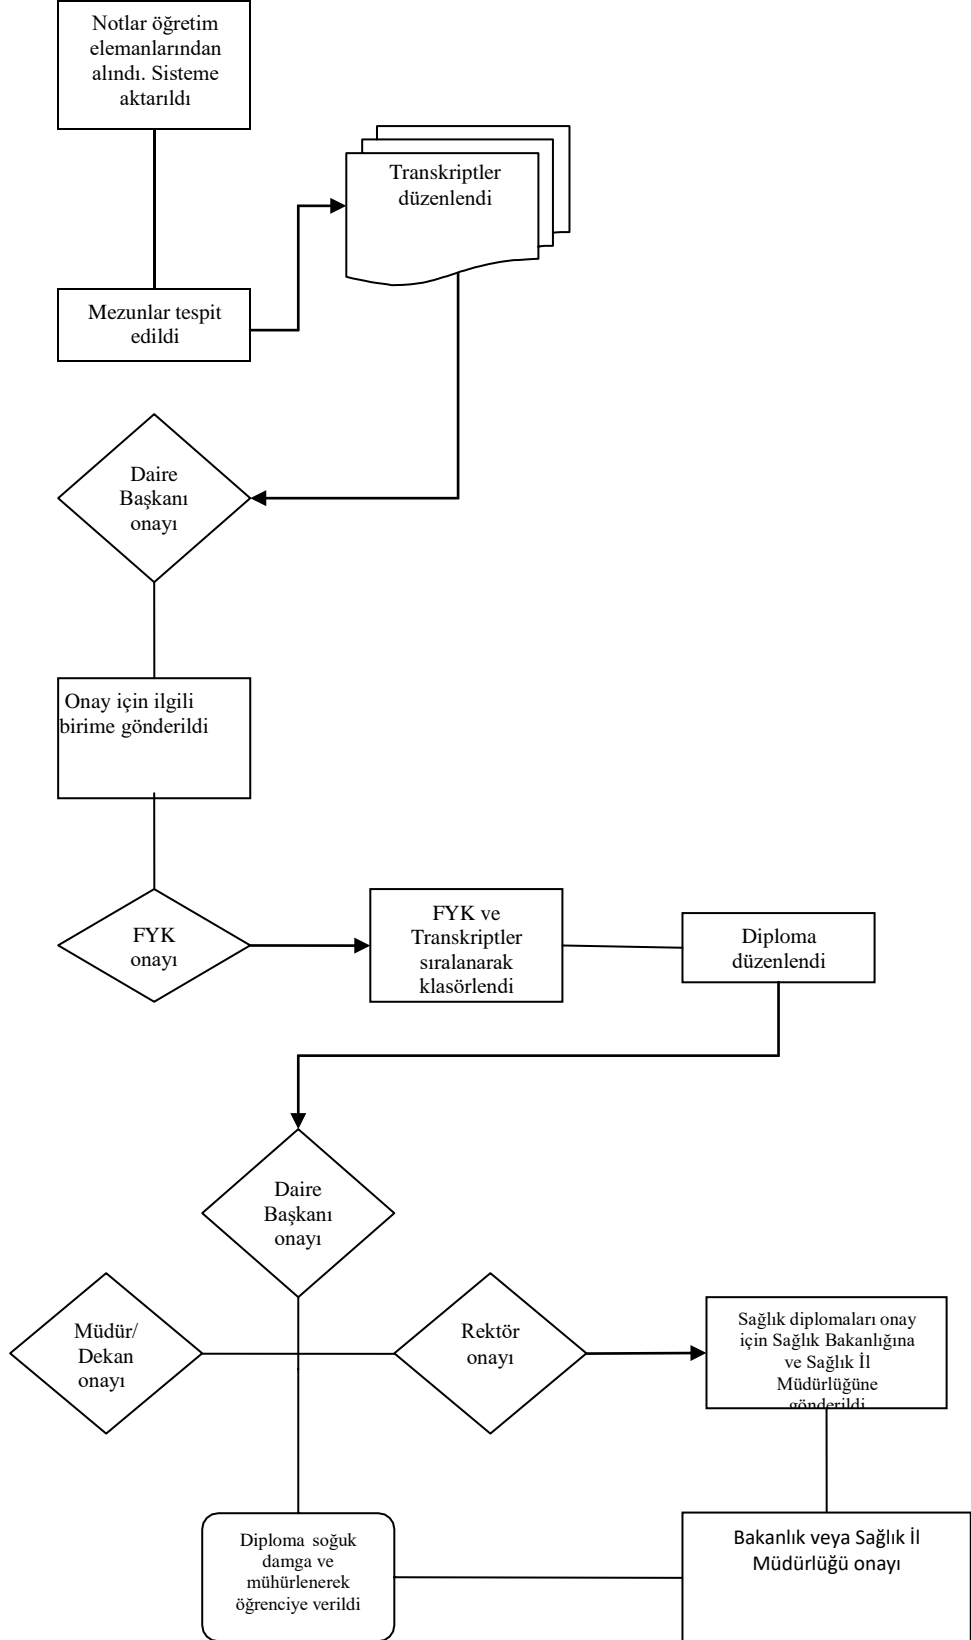 Notlar öğretim
elemanlarından
alındı. Sisteme
aktarıldı
Transkriptler
düzenlendi
Mezunlar tespit
edildi
Daire
Başkanı
onayı
Onay için ilgili
birime gönderildi
FYK
onayı
FYK ve
Transkriptler
sıralanarak
klasörlendi
Diploma
düzenlendi
Daire
Başkanı
onayı
Müdür/
Dekan
onayı
Rektör
onayı
Sağlık diplomaları onay
için Sağlık Bakanlığına
ve Sağlık İl
Müdürlüğüne
gönderildi
Diploma soğuk
damga ve
mühürlenerek
öğrenciye verildi
Bakanlık veya Sağlık İl
Müdürlüğü onayı